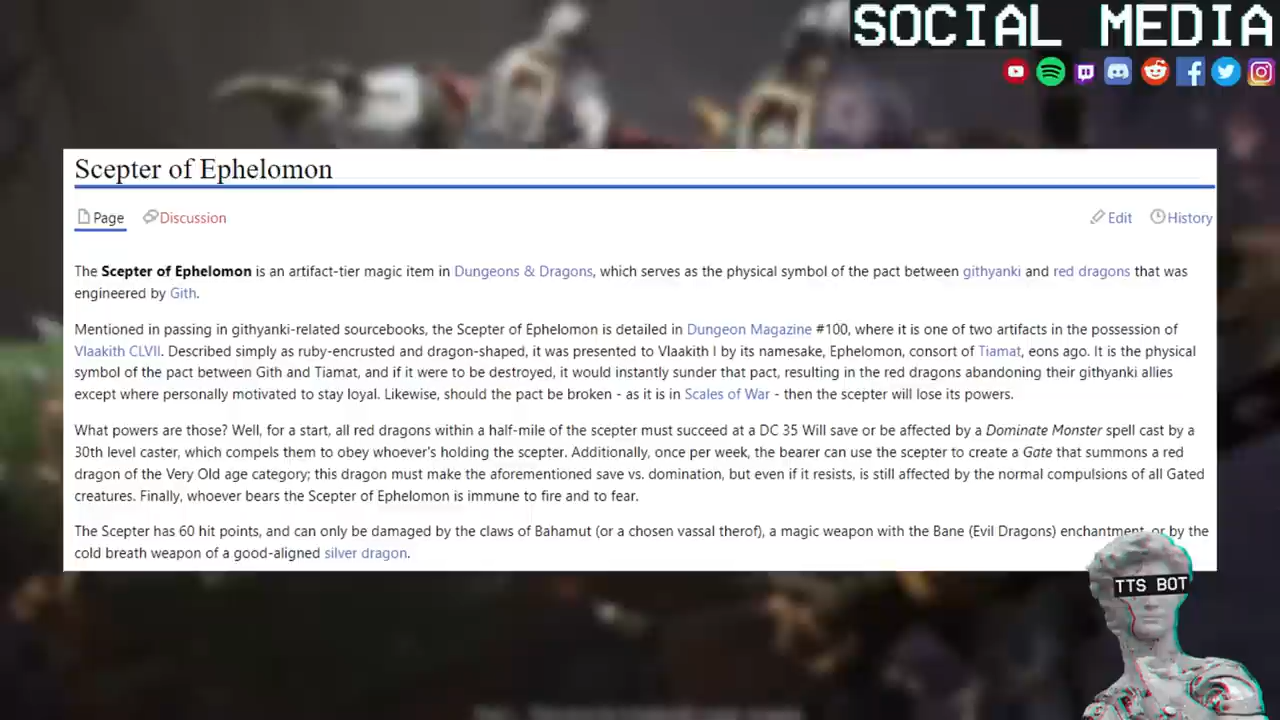 SOCIAL MEDIA
Scepter of Ephelomon
Page Discussion Edit History
The Scepter of Ephelomon is an artifact-tier magic item in Dungeons & Dragons, which serves as the physical symbol of the pact between githyanki and red dragons that was
engineered by Gith.
Mentioned in passing in githyanki-related sourcebooks, the Scepter of Ephelomon is detailed in Dungeon Magazine #100, where it is one of two artifacts in the possession of
Vlaakith CLVII. Described simply as ruby-encrusted and dragon-shaped, it was presented to Vlaakith I by its namesake, Ephelomon, consort of Tiamat, eons ago. It is the physical
symbol of the pact between Gith and Tiamat, and if it were to be destroyed, it would instantly sunder that pact, resulting in the red dragons abandoning their githyanki allies
except where personally motivated to stay loyal. Likewise, should the pact be broken - as it is in Scales of War - then the scepter will lose its powers.
What powers are those? Well, for a start, all red dragons within a half-mile of the scepter must succeed at a DC 35 Will save or be affected by a Dominate Monster spell cast by a
30th level caster, which compels them to obey whoever's holding the scepter. Additionally, once per week, the bearer can use the scepter to create a Gate that summons a red
dragon of the Very Old age category; this dragon must make the aforementioned save vs. domination, but even if it resists, is still affected by the normal compulsions of all Gated
creatures. Finally, whoever bears the Scepter of Ephelomon is immune to fire and to fear.
The Scepter has 60 hit points, and can only be damaged by the claws of Bahamut (or a chosen vassal therof), a magic weapon with the Bane (Evil Dragons) enchantment, or by the
cold breath weapon of a good-aligned silver dragon.
TTS BOT